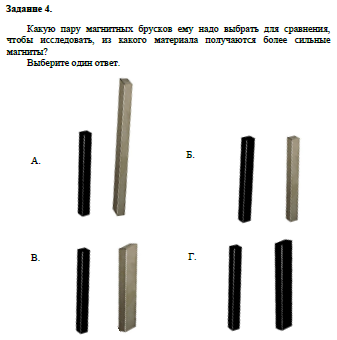 Задание 4.
Какую пару магнитных брусков ему надо выбрать для сравнения,
чтобы исследовать, из какого материала получаются более сильные
магниты?
Выберите один ответ.
А.
Б.
В.
Г.